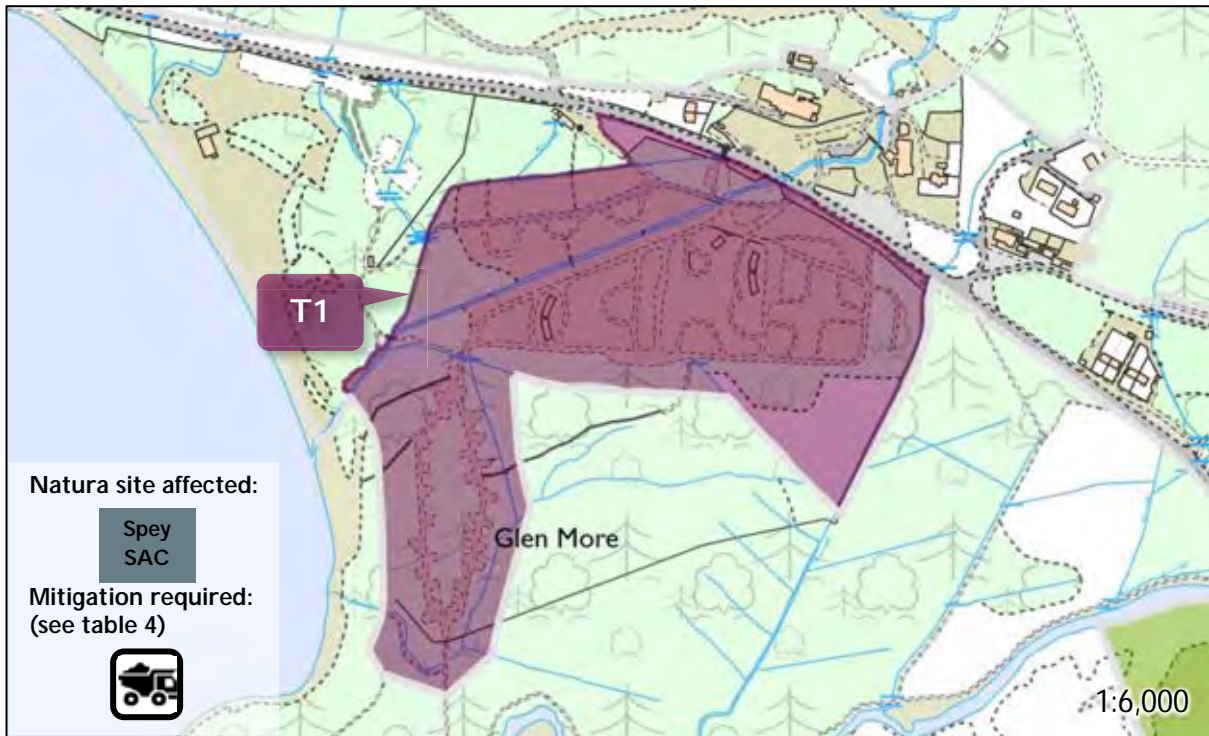 T1
Natura site affected:
Spey
SAC
Mitigation required:
(see table 4)
Glen More
1:6,000